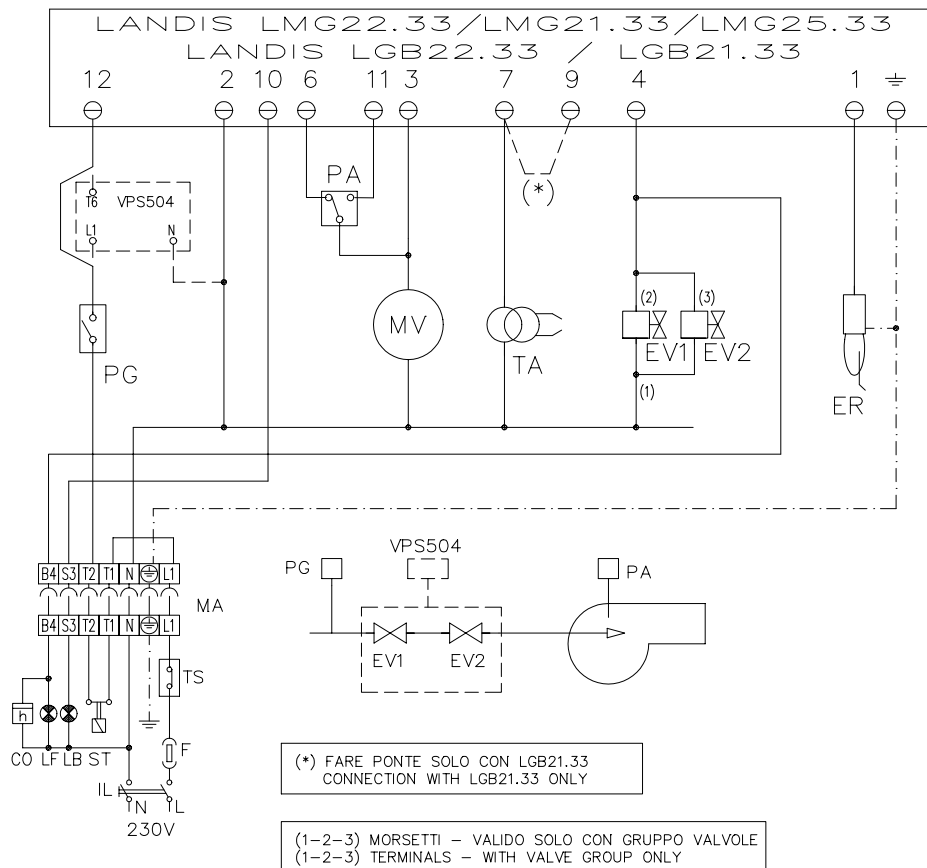 LANDIS LMG22.33/LMG21.33/LMG25.33
LANDIS LGB22.33 / LGB21.33
12 2 10 6 11 3 7 9 4 1
PA
(*)
T6 VPS504
L1 N
MV
(2) (3)
EV1 EV2
TA
(1)
PG
ER
VPS504
PG PA
B4 S3 T2 T1 N L1
MA
B4 S3 T2 T1 N L1
EV1 EV2
TS
h
CO LF LB ST
F
IL
N L
230V
(*) FARE PONTE SOLO CON LGB21.33
CONNECTION WITH LGB21.33 ONLY
(1-2-3) MORSETTI - VALIDO SOLO CON GRUPPO VALVOLE
(1-2-3) TERMINALS - WITH VALVE GROUP ONLY